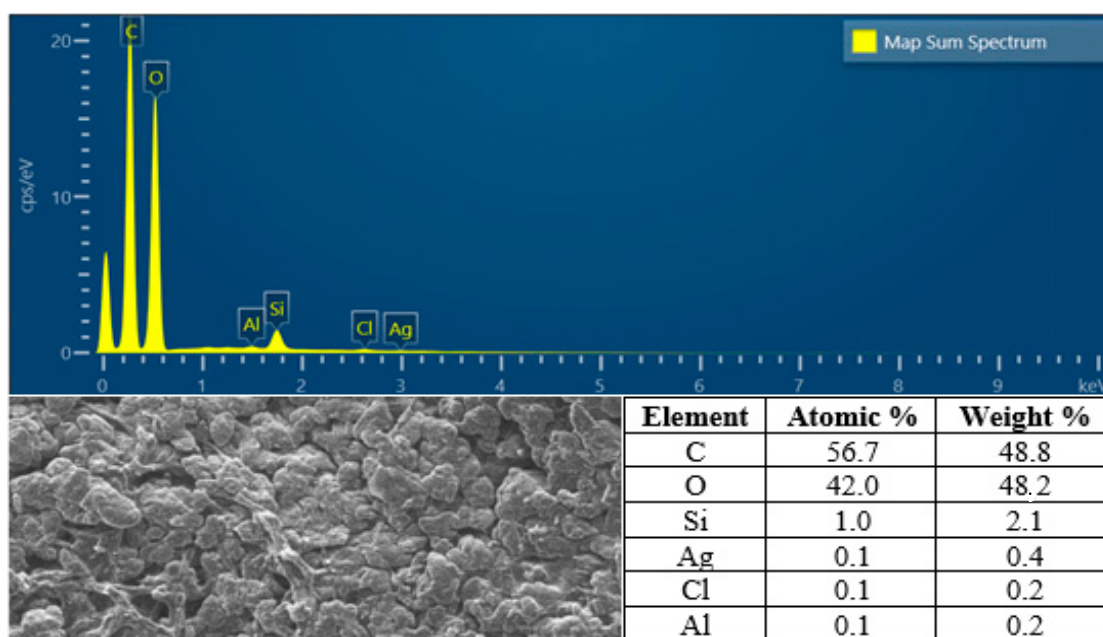 Map Sum Spectrum
20
10
0
cps/eV
C
O
Al
Si
Cl
Ag
0 1 2 3 4 5 6 7 8 9 keV
Element Atomic % Weight %
C 56.7 48.8
O 42.0 48.2
Si 1.0 2.1
Ag 0.1 0.4
Cl 0.1 0.2
Al 0.1 0.2